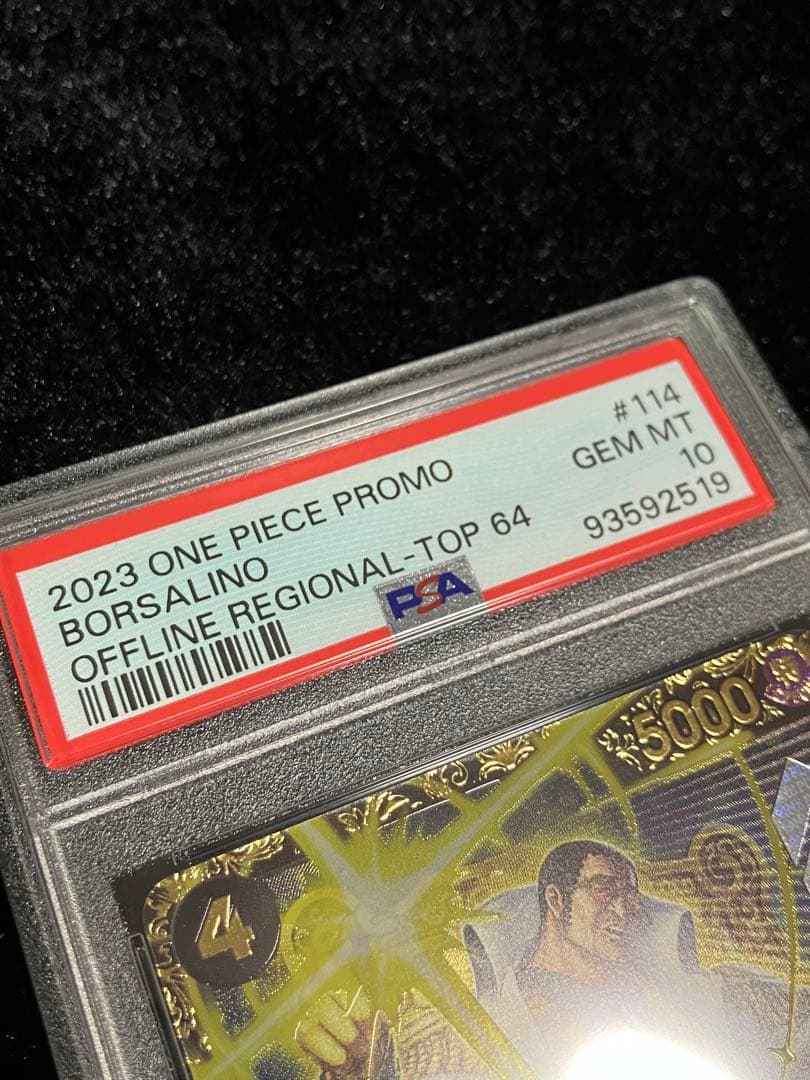 2023 ONE PIECE PROMO
BORSALINO
OFFLINE REGIONAL-TOP 64
#114
GEM MT
10
93592519
PSA
5000
4